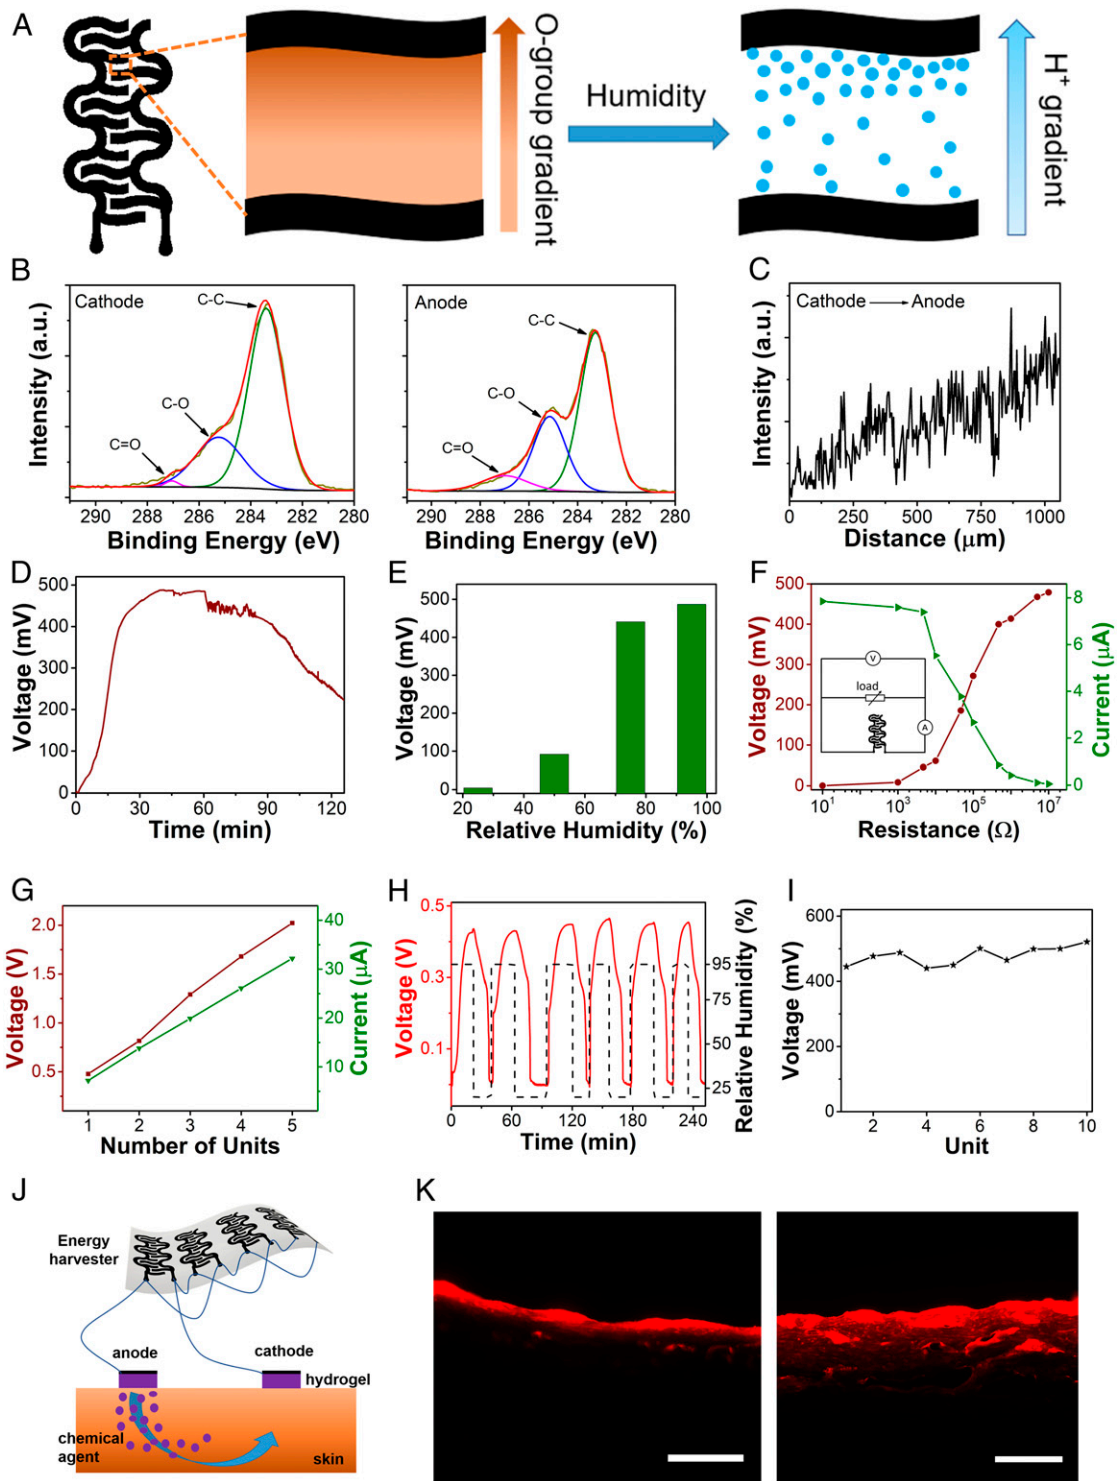 A
O-group gradient
Humidity
H⁺ gradient
B
Cathode
C-C
C-O
C=O
Intensity (a.u.)
290 288 286 284 282 280
Binding Energy (eV)
Anode
C-C
C-O
C=O
290 288 286 284 282 280
Binding Energy (eV)
C
Cathode → Anode
Intensity (a.u.)
0 250 500 750 1000
Distance (μm)
D
500
400
300
200
100
0
Voltage (mV)
0 30 60 90 120
Time (min)
E
500
400
300
200
100
0
Voltage (mV)
20 40 60 80 100
Relative Humidity (%)
F
500
400
300
200
100
0
Voltage (mV)
V
load
A
8
6
4
2
0
Current (μA)
10¹ 10³ 10⁵ 10⁷
Resistance (Ω)
G
2.0
1.5
1.0
0.5
Voltage (V)
40
30
20
10
Current (μA)
1 2 3 4 5
Number of Units
H
0.5
0.3
0.1
Voltage (V)
95
75
50
25
Relative Humidity (%)
0 60 120 180 240
Time (min)
I
600
400
200
0
Voltage (mV)
2 4 6 8 10
Unit
J
Energy
harvester
anode
cathode
hydrogel
chemical
agent
skin
K